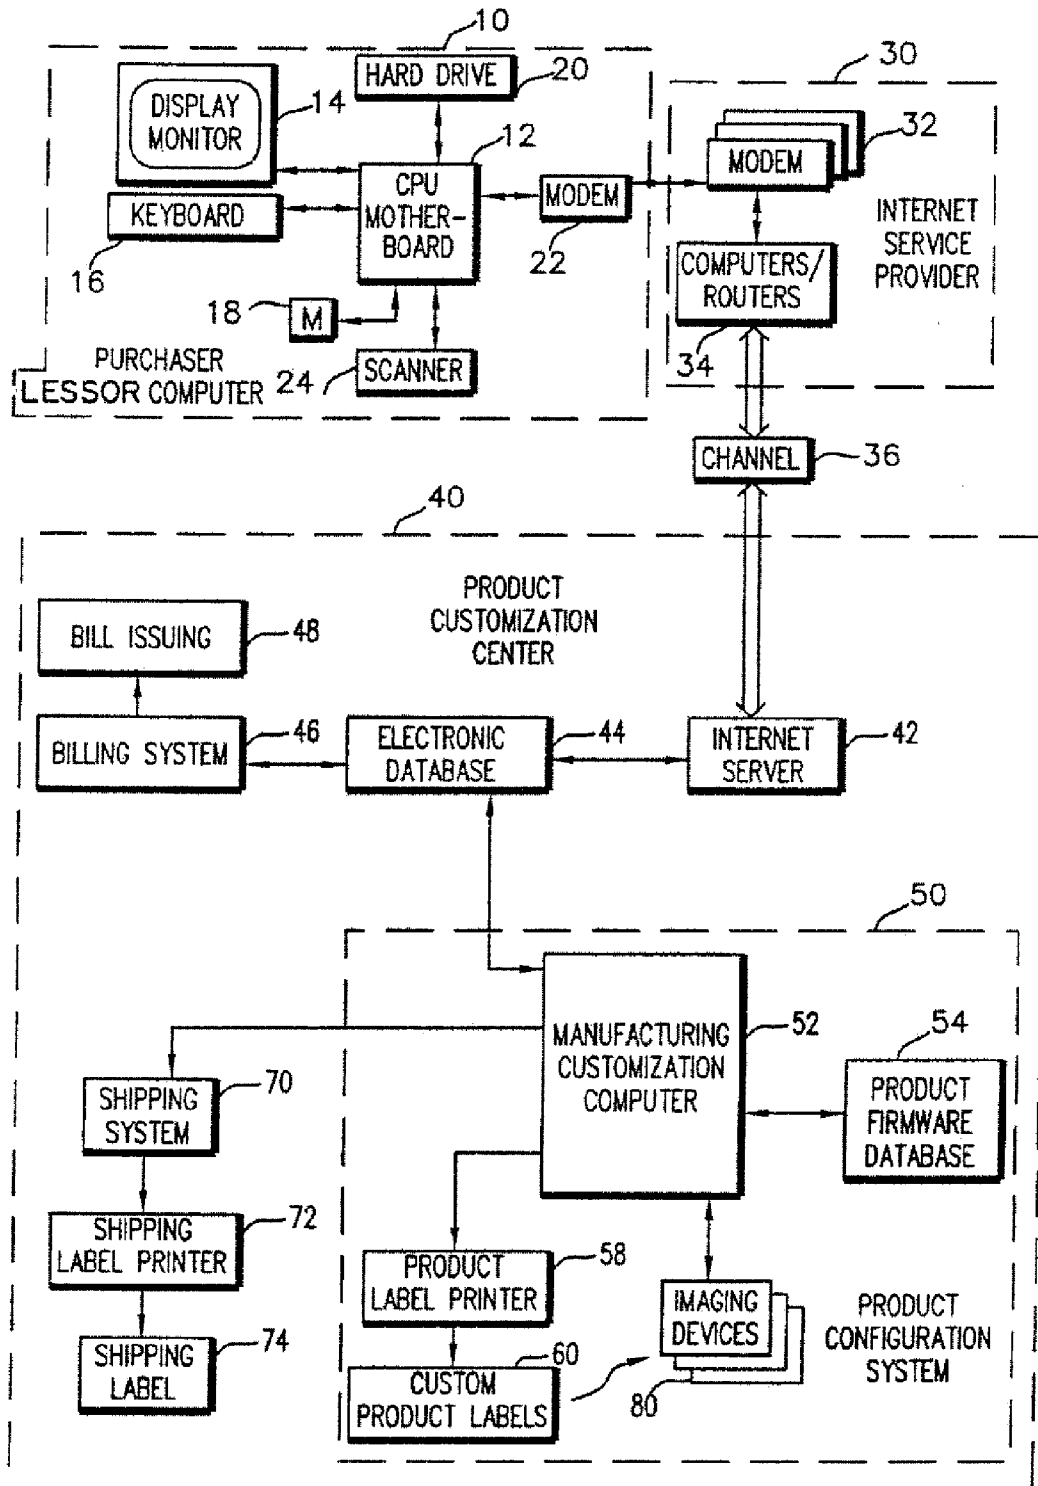 10
HARD DRIVE
20
DISPLAY
MONITOR
14
12
CPU
MOTHER-
BOARD
KEYBOARD
16
MODEM
22
18
M
24
SCANNER
PURCHASER
LESSOR COMPUTER
30
32
MODEM
INTERNET
SERVICE
PROVIDER
COMPUTERS/
ROUTERS
34
CHANNEL
36
40
PRODUCT
CUSTOMIZATION
CENTER
BILL ISSUING
48
BILLING SYSTEM
46
ELECTRONIC
DATABASE
44
INTERNET
SERVER
42
50
MANUFACTURING
CUSTOMIZATION
COMPUTER
52
54
PRODUCT
FIRMWARE
DATABASE
SHIPPING
SYSTEM
70
SHIPPING
LABEL PRINTER
72
SHIPPING
LABEL
74
PRODUCT
LABEL PRINTER
58
60
CUSTOM
PRODUCT LABELS
IMAGING
DEVICES
80
PRODUCT
CONFIGURATION
SYSTEM